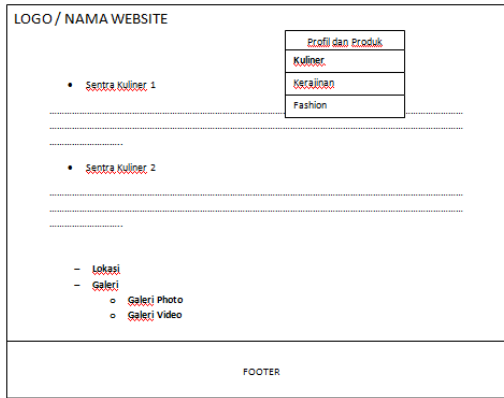 LOGO / NAMA WEBSITE
Profil dan Produk
Kuliner
Kerajinan
Fashion
• Sentra Kuliner 1
................................................................................
................................................................................
..........................
• Sentra Kuliner 2
................................................................................
................................................................................
..........................
– Lokasi
– Galeri
o Galeri Photo
o Galeri Video
FOOTER